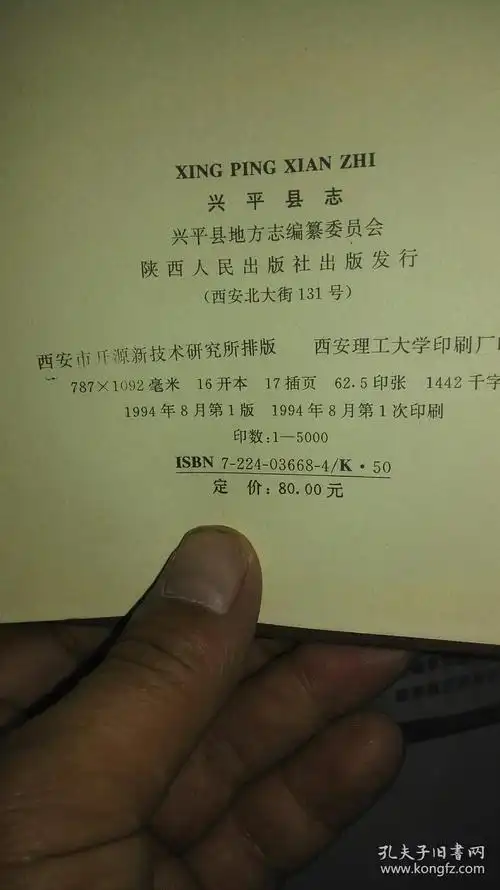 XING PING XIAN ZHI
兴平县志
兴平县地方志编纂委员会
陕西人民出版社出版发行
(西安北大街131号)
西安市开源新技术研究所排版 西安理工大学印刷厂
787×1092毫米 16开本 17插页 62.5印张 1442千字
1994年8月第1版 1994年8月第1次印刷
印数:1—5000
ISBN 7-224-03668-4/K·50
定 价:80.00元
孔夫子旧书网
www.kongfz.com